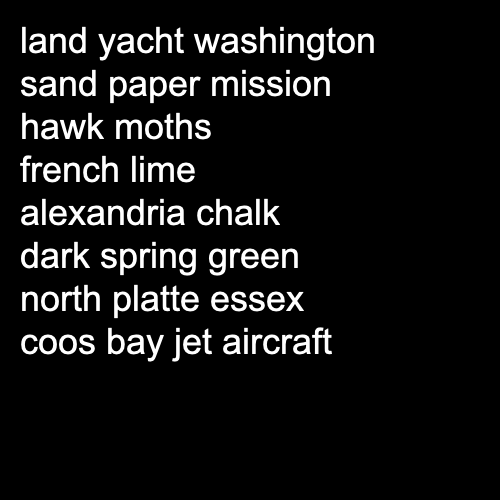 land yacht washington
sand paper mission
hawk moths
french lime
alexandria chalk
dark spring green
north platte essex
coos bay jet aircraft